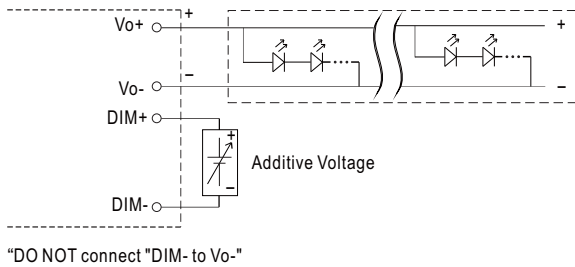 Vo+
+
+
Vo-
−
−
DIM+
+
Additive Voltage
−
DIM-
“DO NOT connect "DIM- to Vo-"